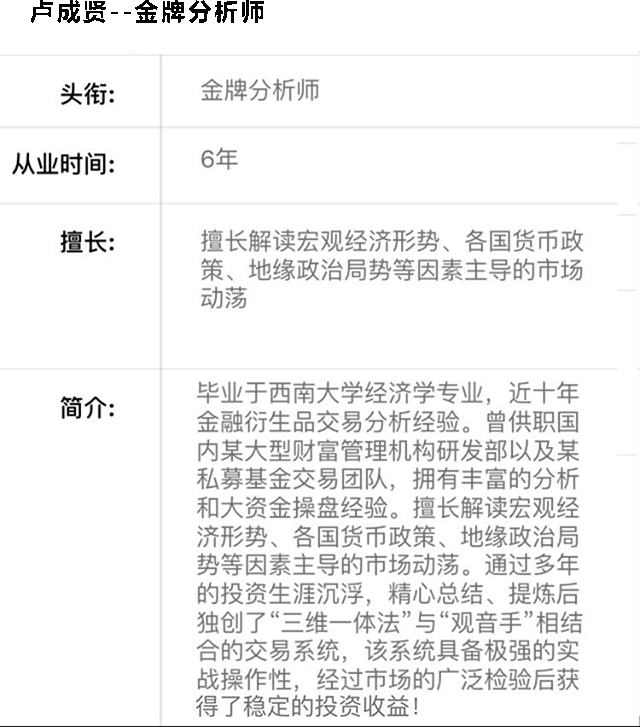 卢成贤--金牌分析师
头衔:
金牌分析师
从业时间:
6年
擅长:
擅长解读宏观经济形势、各国货币政
策、地缘政治局势等因素主导的市场
动荡
简介:
毕业于西南大学经济学专业，近十年
金融衍生品交易分析经验。曾供职国
内某大型财富管理机构研发部以及某
私募基金交易团队，拥有丰富的分析
和大资金操盘经验。擅长解读宏观经
济形势、各国货币政策、地缘政治局
势等因素主导的市场动荡。通过多年
的投资生涯沉浮，精心总结、提炼后
独创了“三维一体法”与“观音手”相结
合的交易系统，该系统具备极强的实
战操作性，经过市场的广泛检验后获
得了稳定的投资收益！